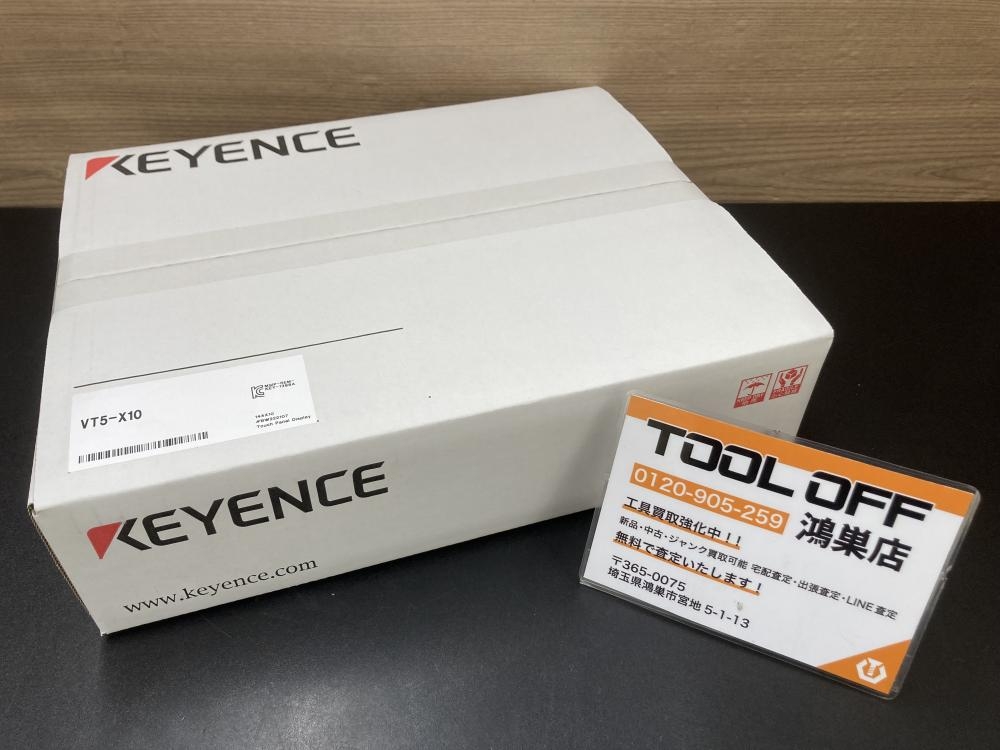 KEYENCE
VT5-X10
144X10
#BW322107
Touch Panel Display
KEYENCE
www.keyence.com
TOOL OFF
0120-905-259
鴻巣店
工具買取強化中！！
新品・中古・ジャンク買取可能 宅配査定・出張査定・LINE査定
無料で査定いたします！
〒365-0075
埼玉県鴻巣市宮地 5-1-13